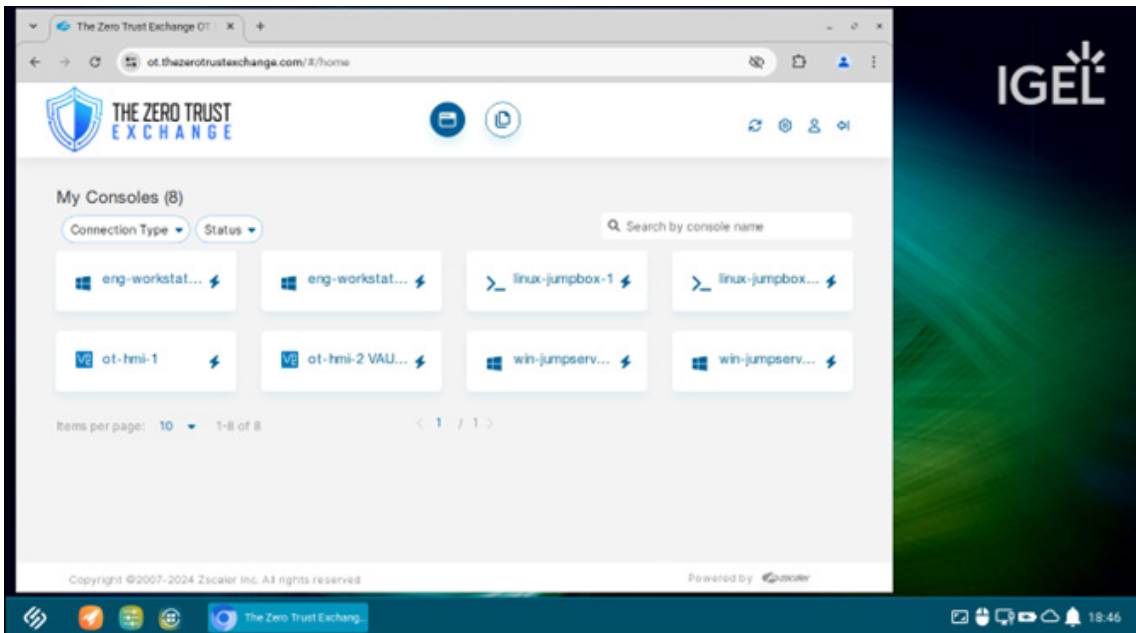 The Zero Trust Exchange OT
ot.thezerotrustexchange.com/#/home
IGEL
THE ZERO TRUST
EXCHANGE
My Consoles (8)
Connection Type
Status
Search by console name
eng-workstat...
eng-workstat...
linux-jumpbox-1
linux-jumpbox...
V2 ot-hmi-1
V2 ot-hmi-2 VAU...
win-jumpserv...
win-jumpserv...
Items per page: 10 1-8 of 8
< 1 / 1 >
Copyright ©2007-2024 Zscaler Inc. All rights reserved
Powered by zscaler
The Zero Trust Exchang...
18:46